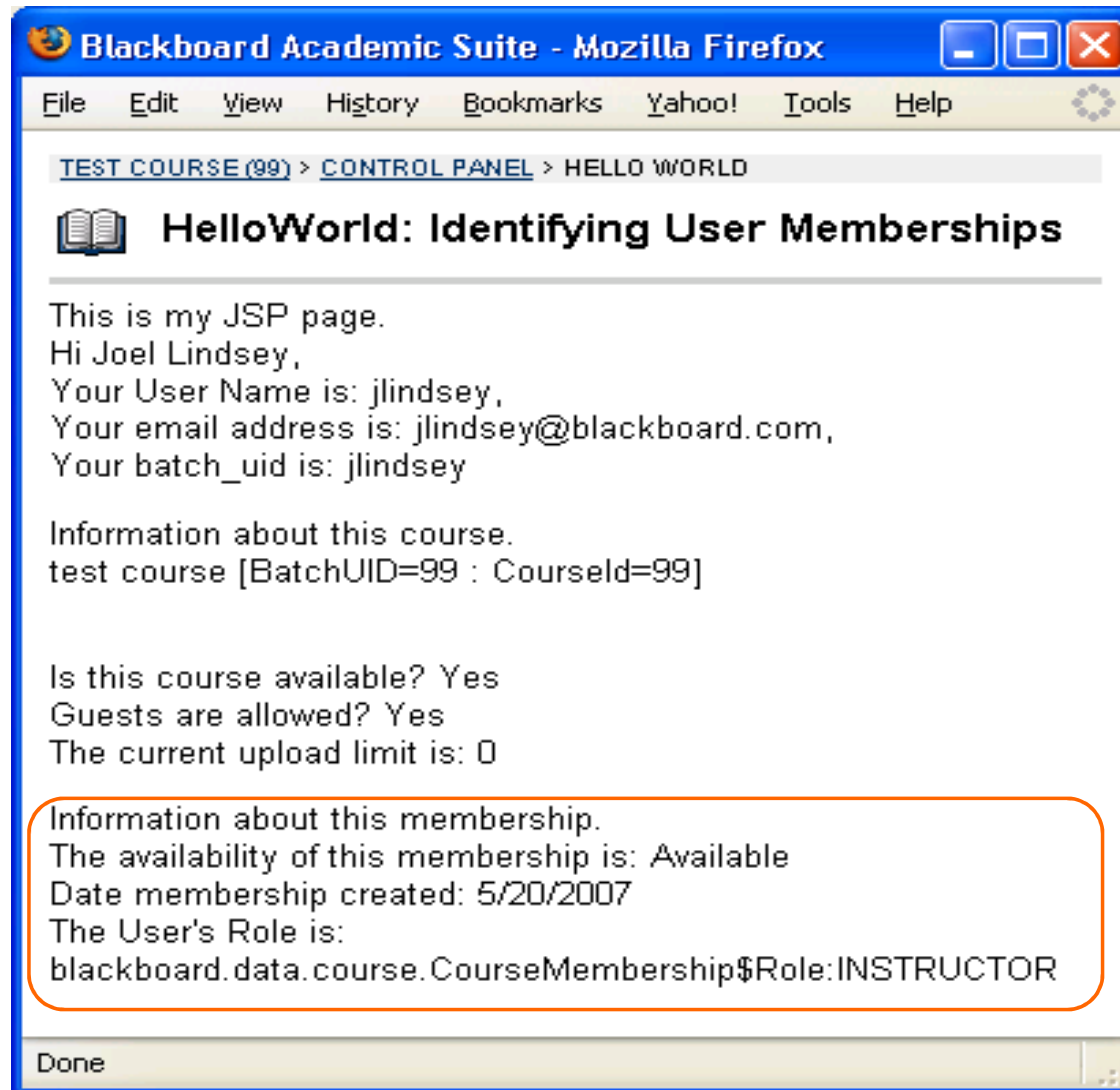 Blackboard Academic Suite - Mozilla Firefox
File Edit View History Bookmarks Yahoo! Tools Help
TEST COURSE (99) > CONTROL PANEL > HELLO WORLD
HelloWorld: Identifying User Memberships
This is my JSP page.
Hi Joel Lindsey,
Your User Name is: jlindsey,
Your email address is: jlindsey@blackboard.com,
Your batch_uid is: jlindsey
Information about this course.
test course [BatchUID=99 : CourseId=99]
Is this course available? Yes
Guests are allowed? Yes
The current upload limit is: 0
Information about this membership.
The availability of this membership is: Available
Date membership created: 5/20/2007
The User's Role is:
blackboard.data.course.CourseMembership$Role:INSTRUCTOR
Done